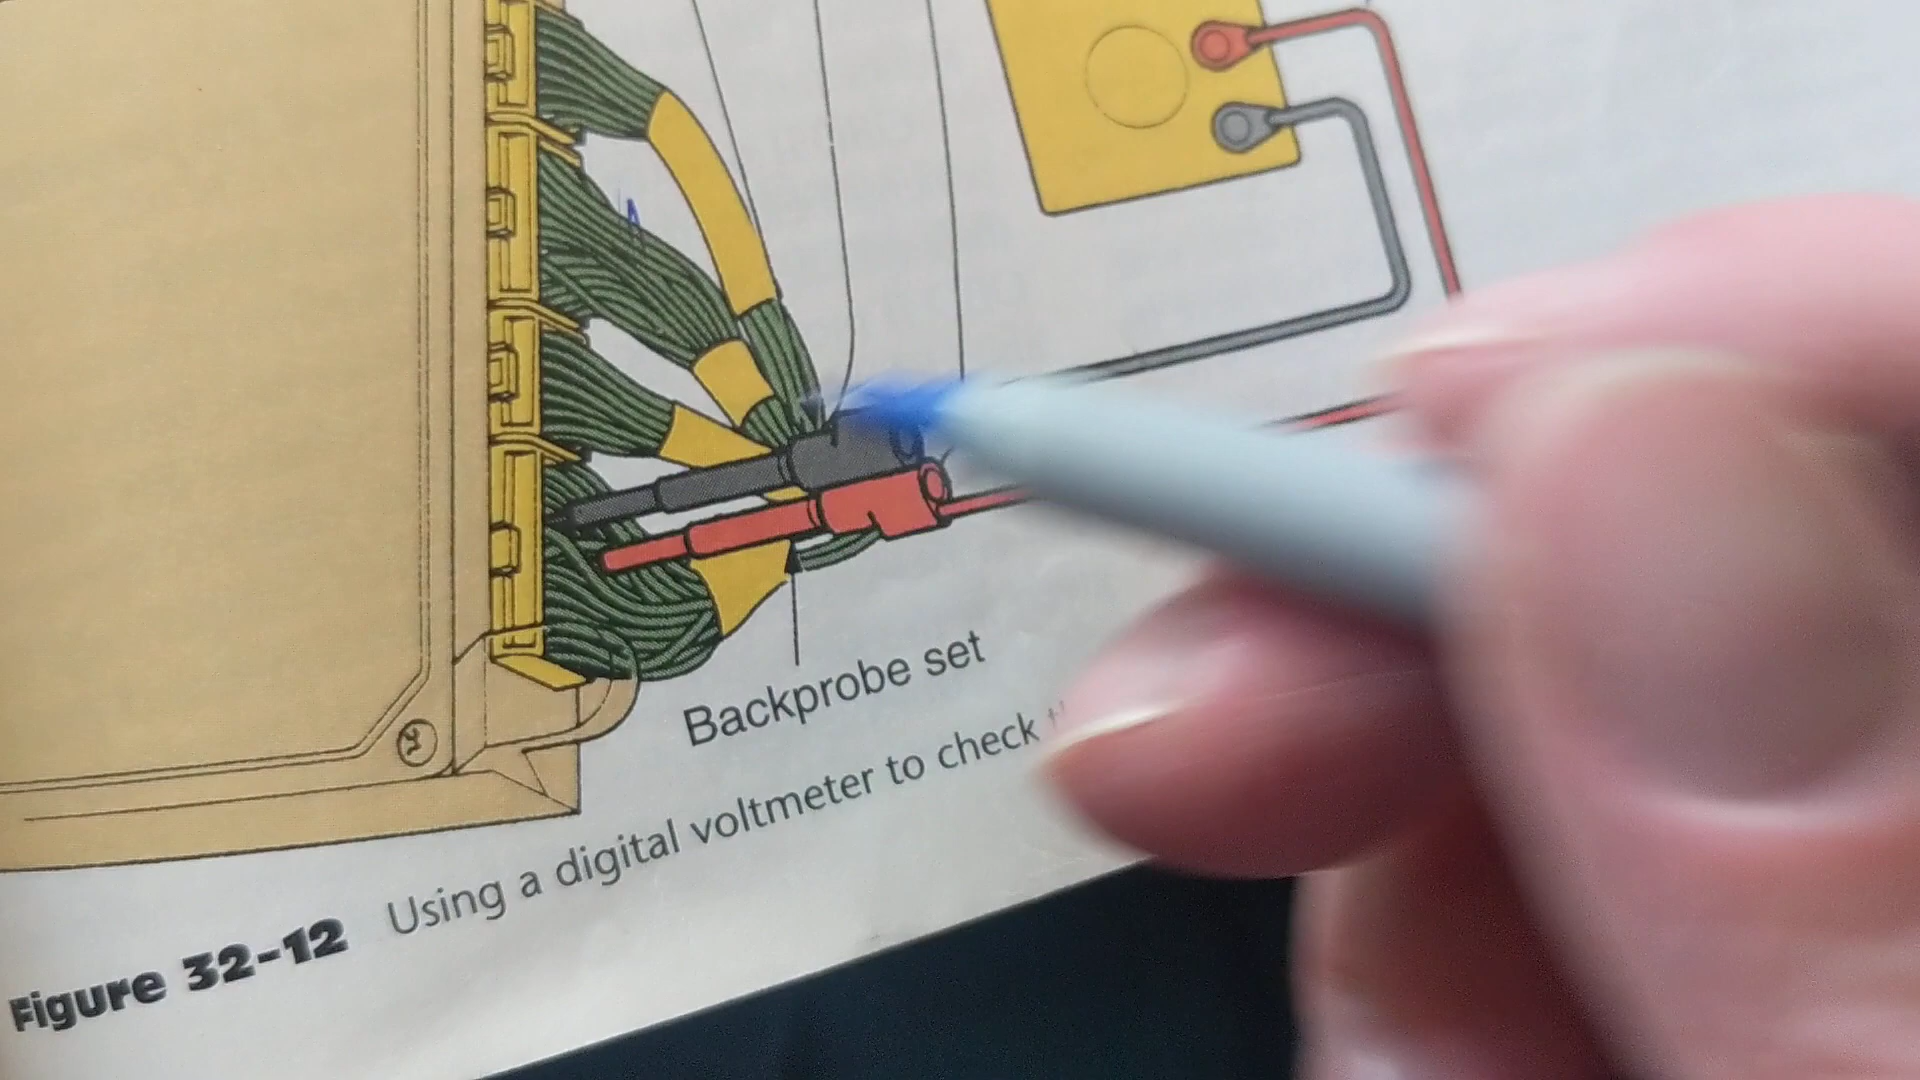 Backprobe set
Figure 32-12 Using a digital voltmeter to check